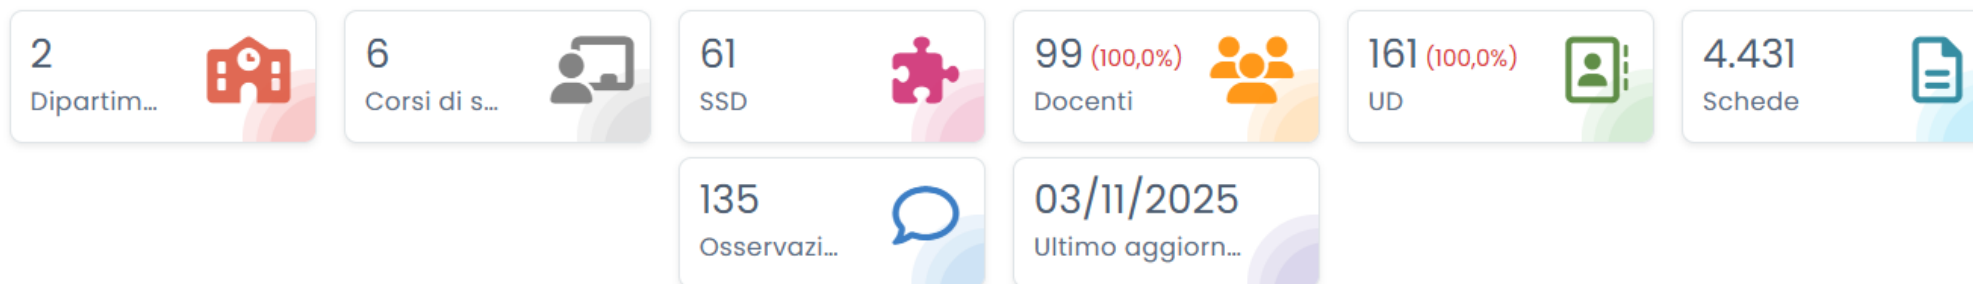 2
Dipartim...
6
Corsi di s...
61
SSD
99 (100,0%)
Docenti
161 (100,0%)
UD
4.431
Schede
135
Osservazi...
03/11/2025
Ultimo aggiorn...